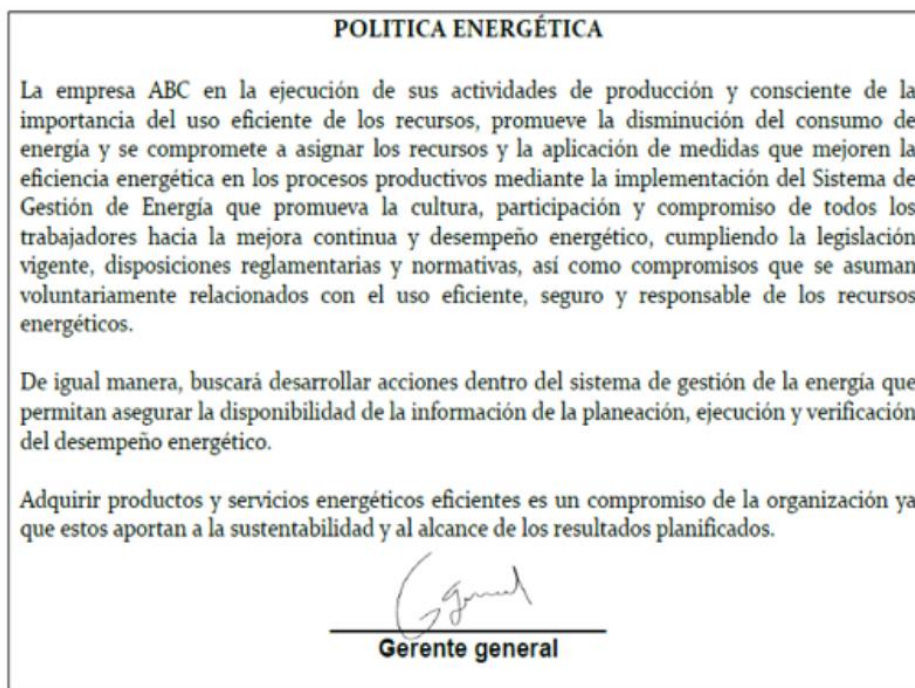 POLITICA ENERGÉTICA
La empresa ABC en la ejecución de sus actividades de producción y consciente de la
importancia del uso eficiente de los recursos, promueve la disminución del consumo de
energía y se compromete a asignar los recursos y la aplicación de medidas que mejoren la
eficiencia energética en los procesos productivos mediante la implementación del Sistema de
Gestión de Energía que promueva la cultura, participación y compromiso de todos los
trabajadores hacia la mejora continua y desempeño energético, cumpliendo la legislación
vigente, disposiciones reglamentarias y normativas, así como compromisos que se asuman
voluntariamente relacionados con el uso eficiente, seguro y responsable de los recursos
energéticos.
De igual manera, buscará desarrollar acciones dentro del sistema de gestión de la energía que
permitan asegurar la disponibilidad de la información de la planeación, ejecución y verificación
del desempeño energético.
Adquirir productos y servicios energéticos eficientes es un compromiso de la organización ya
que estos aportan a la sustentabilidad y al alcance de los resultados planificados.
Gerente general